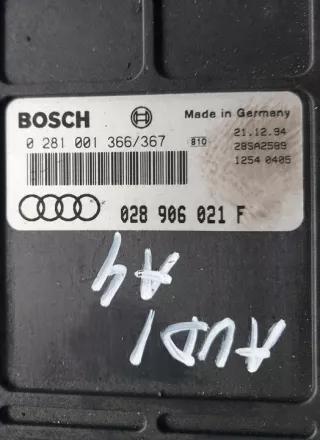 BOSCH
Made in Germany
0 281 001 366/367
810
21.12.94
28SA2589
1254 0405
028 906 021 F
A4
AUDI